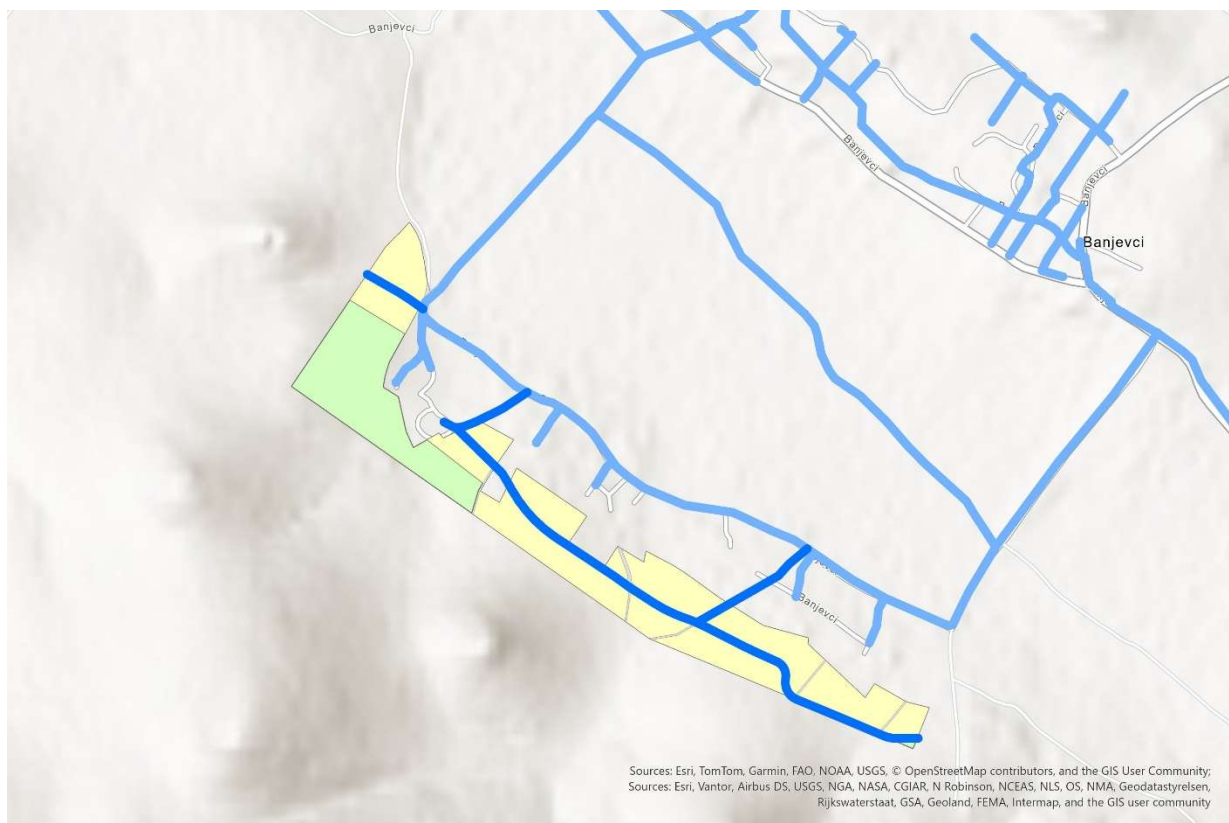 Banjevci
Banjevci
Banjevci
Banjevci
Banjevci
Sources: Esri, TomTom, Garmin, FAO, NOAA, USGS, © OpenStreetMap contributors, and the GIS User Community;
Sources: Esri, Vantor, Airbus DS, USGS, NGA, NASA, CGIAR, N Robinson, NCEAS, NLS, OS, NMA, Geodatastyrelsen,
Rijkswaterstaat, GSA, Geoland, FEMA, Intermap, and the GIS user community